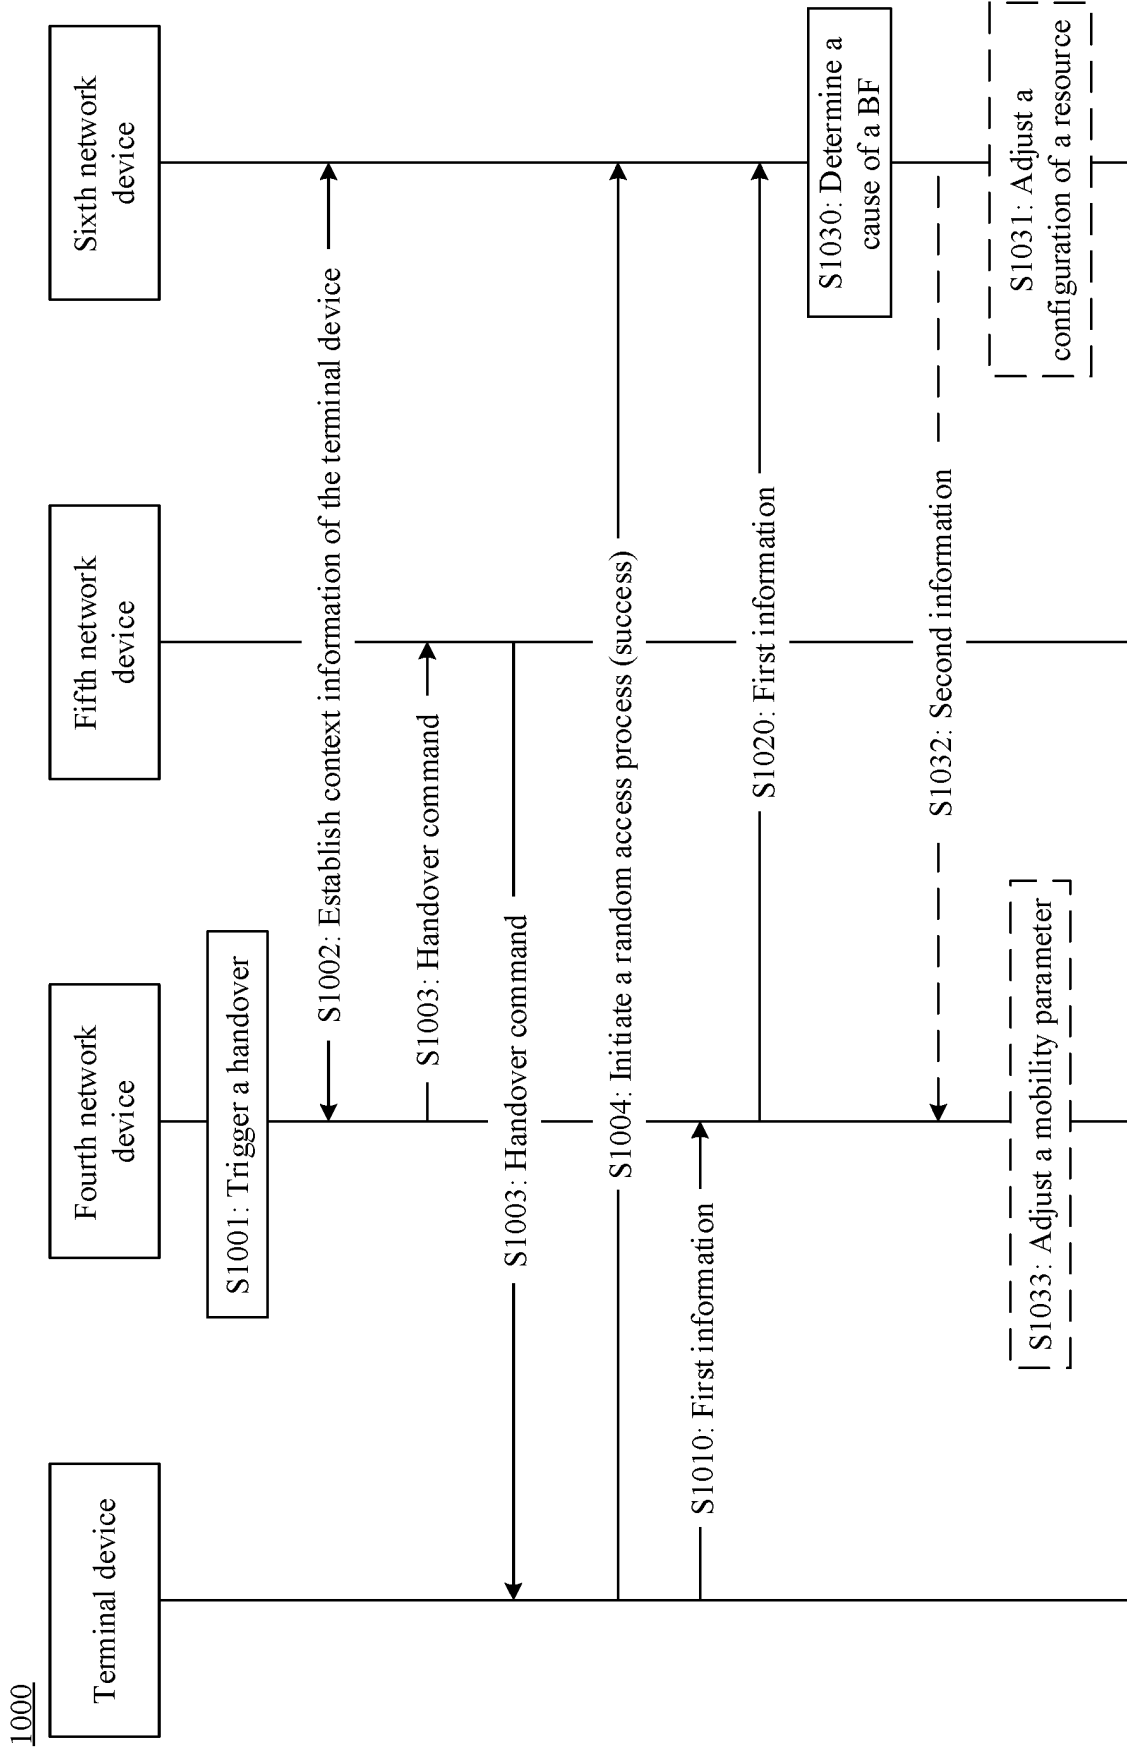 1000
Terminal device
Fourth network
device
Fifth network
device
Sixth network
device
S1001: Trigger a handover
S1002: Establish context information of the terminal device
S1003: Handover command
S1003: Handover command
S1004: Initiate a random access process (success)
S1010: First information
S1020: First information
S1030: Determine a
cause of a BF
S1032: Second information
S1033: Adjust a mobility parameter
S1031: Adjust a
configuration of a resource